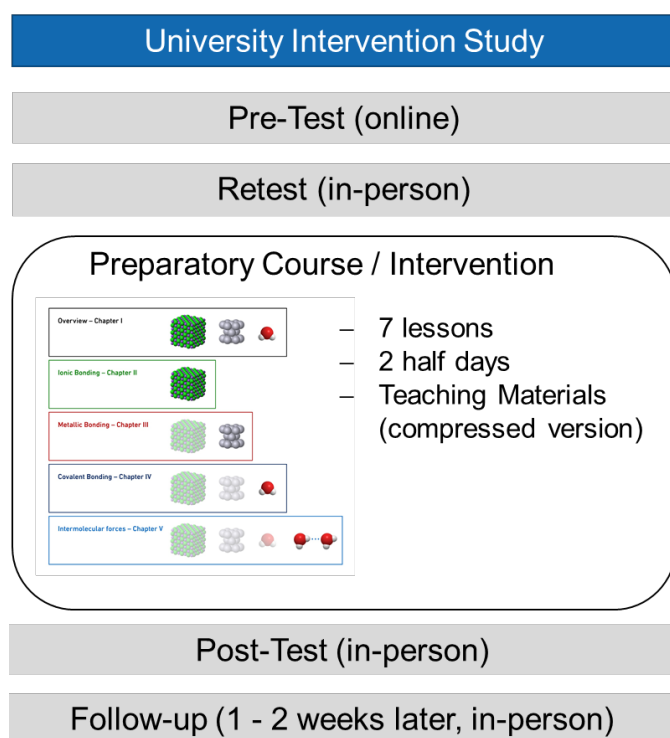 University Intervention Study
Pre-Test (online)
Retest (in-person)
Preparatory Course / Intervention
Overview – Chapter I
Ionic Bonding – Chapter II
Metallic Bonding – Chapter III
Covalent Bonding – Chapter IV
Intermolecular forces – Chapter V
– 7 lessons
– 2 half days
– Teaching Materials
(compressed version)
Post-Test (in-person)
Follow-up (1 - 2 weeks later, in-person)